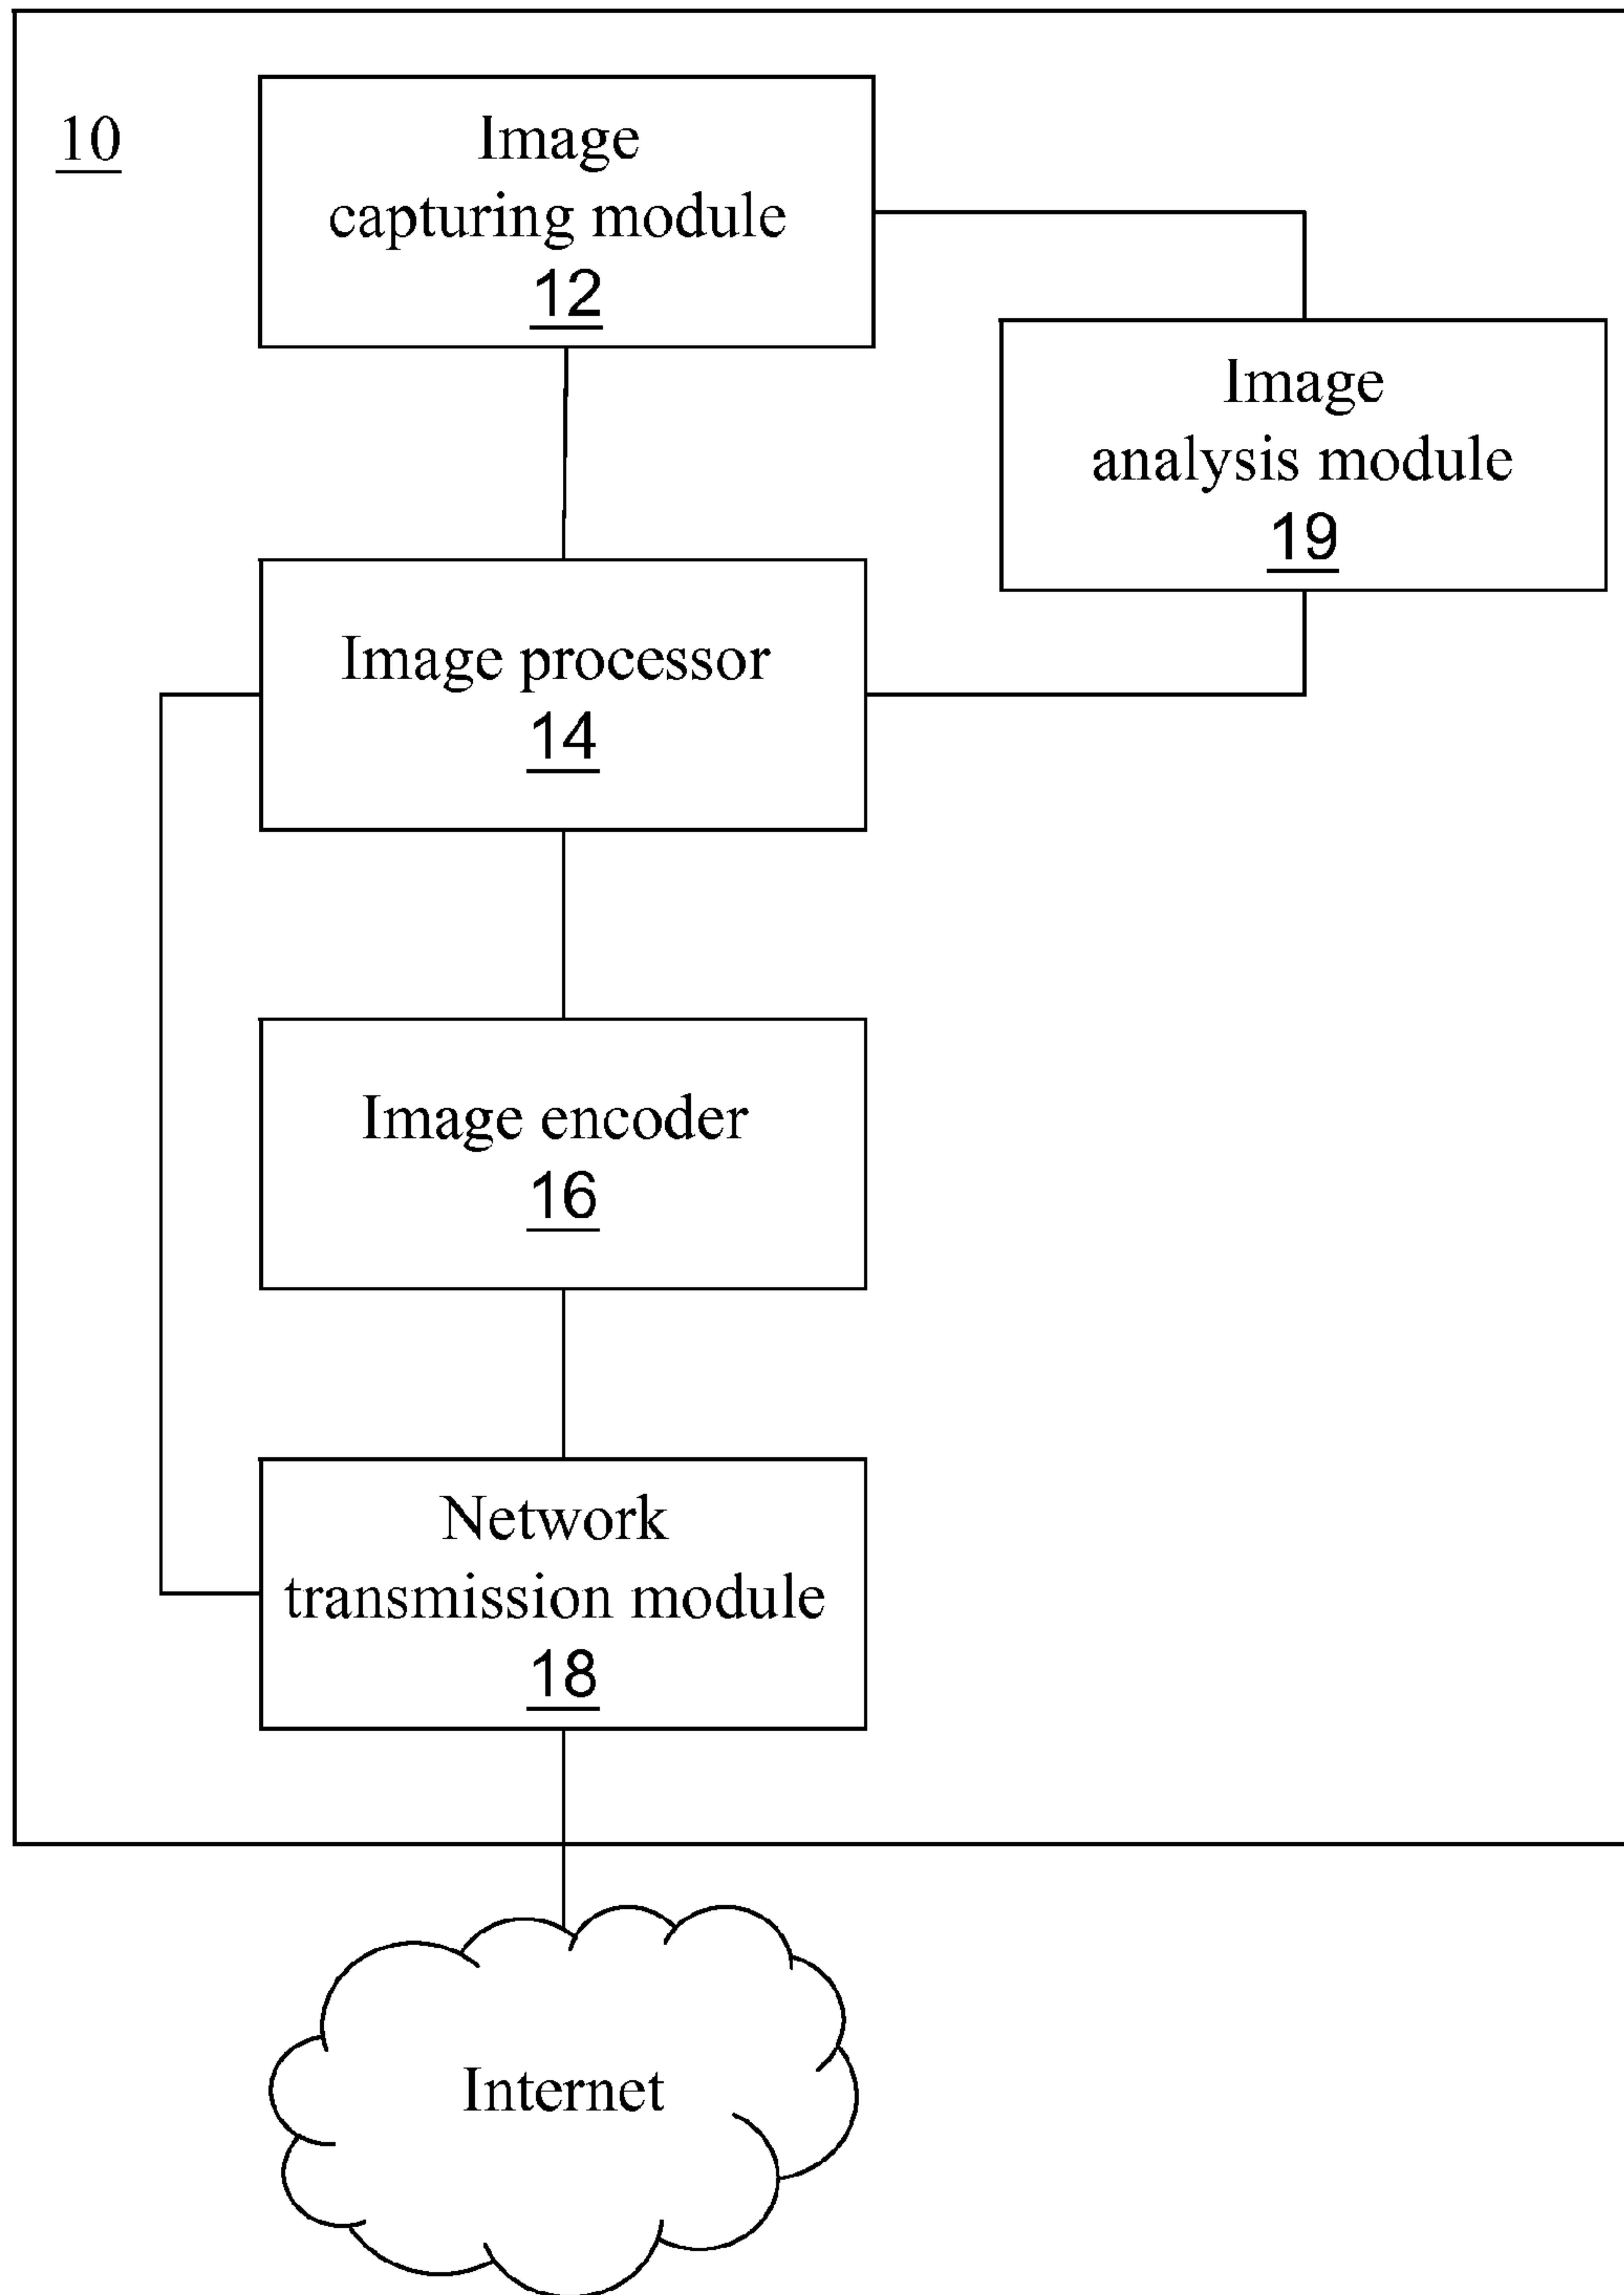 10
Image
capturing module
12
Image
analysis module
19
Image processor
14
Image encoder
16
Network
transmission module
18
Internet